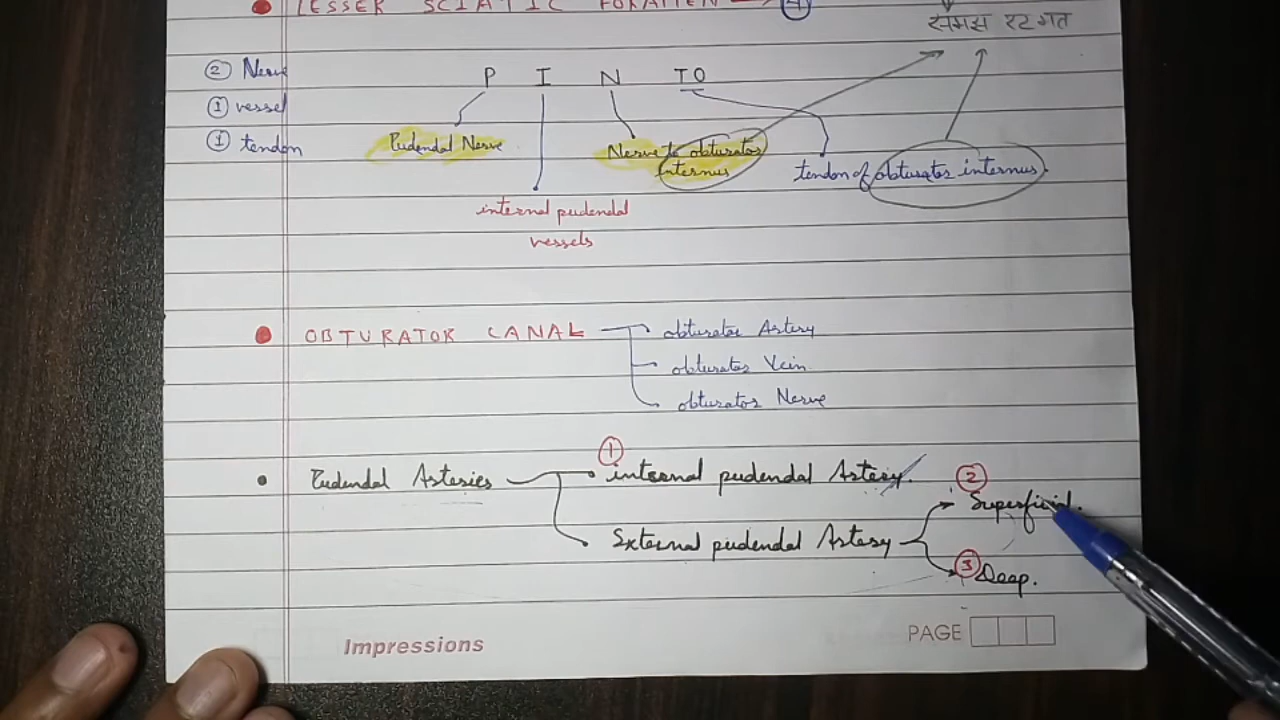 LESSER SCIATIC FORAMEN → 4
समझ रटगत
② Nerve
P I N TO
① vessel
① tendon
Pudendal Nerve
Nerve to obturator
internus
tendon of obturator internus.
internal pudendal
vessels
OBTURATOR CANAL
obturator Artery
obturator Vein
obturator Nerve
Pudendal Arteries
① internal pudendal Artery.
External pudendal Artery
② Superficial.
③ Deep.
Impressions
PAGE